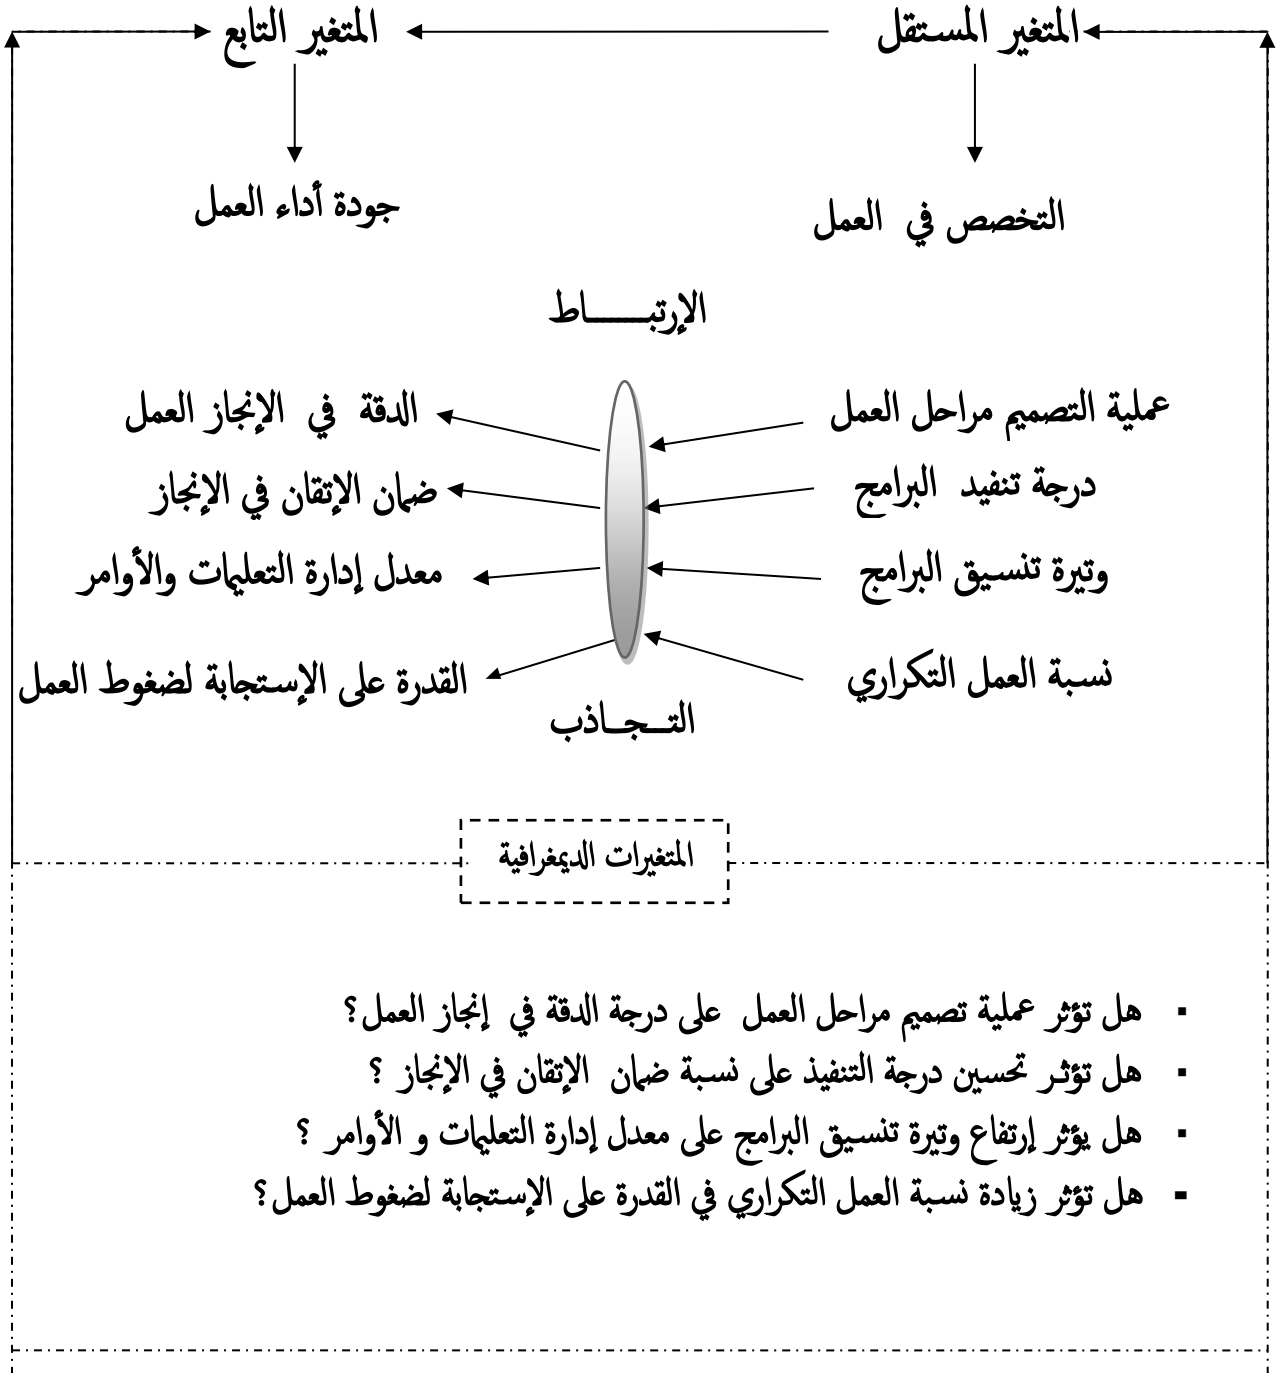 المتغير المستقل
المتغير التابع
التخصص في العمل
جودة أداء العمل
الإرتبــــــاط
عملية التصميم مراحل العمل
الدقة في الإنجاز العمل
درجة تنفيد البرامج
ضمان الإتقان في الإنجاز
وتيرة تنسيق البرامج
معدل إدارة التعليمات والأوامر
نسبة العمل التكراري
القدرة على الإستجابة لضغوط العمل
التــجــاذب
المتغيرات الديمغرافية
▪ هل تؤثر عملية تصميم مراحل العمل على درجة الدقة في إنجاز العمل؟
▪ هل تؤثر تحسين درجة التنفيذ على نسبة ضمان الإتقان في الإنجاز ؟
▪ هل يؤثر إرتفاع وتيرة تنسيق البرامج على معدل إدارة التعليمات و الأوامر ؟
▪ هل تؤثر زيادة نسبة العمل التكراري في القدرة على الإستجابة لضغوط العمل؟